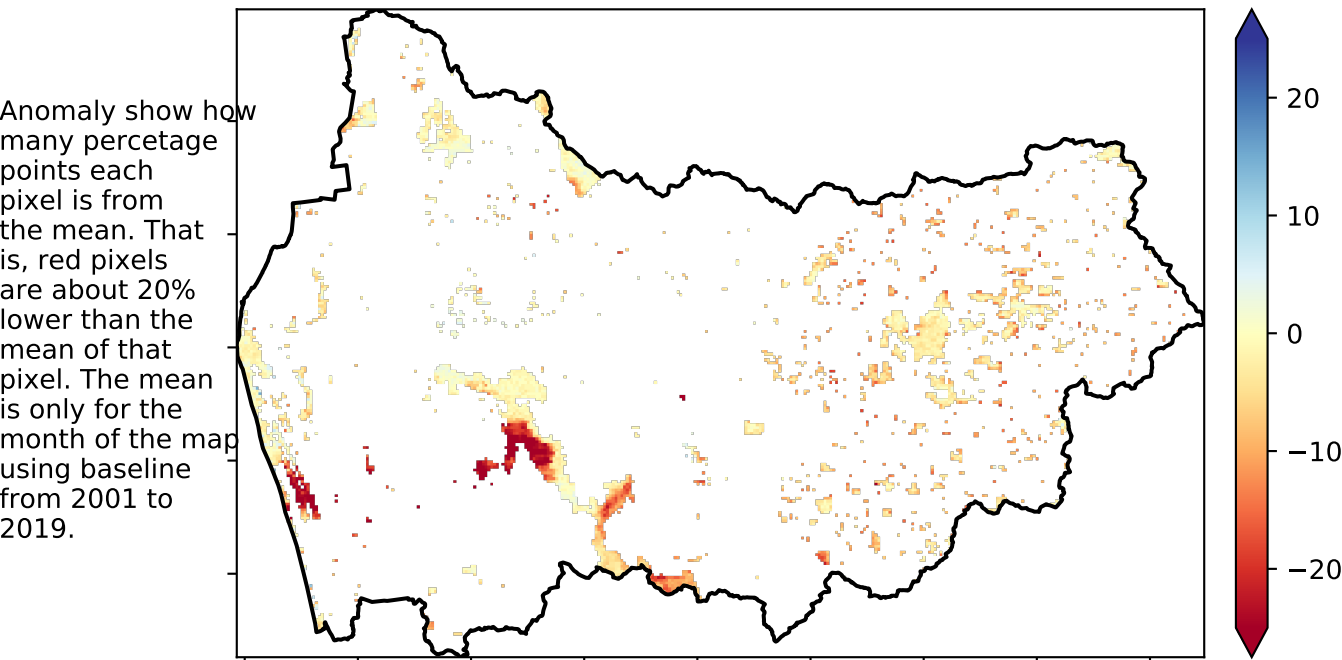 Anomaly show how
many percetage
points each
pixel is from
the mean. That
is, red pixels
are about 20%
lower than the
mean of that
pixel. The mean
is only for the
month of the map
using baseline
from 2001 to
2019.
20
10
0
−10
−20